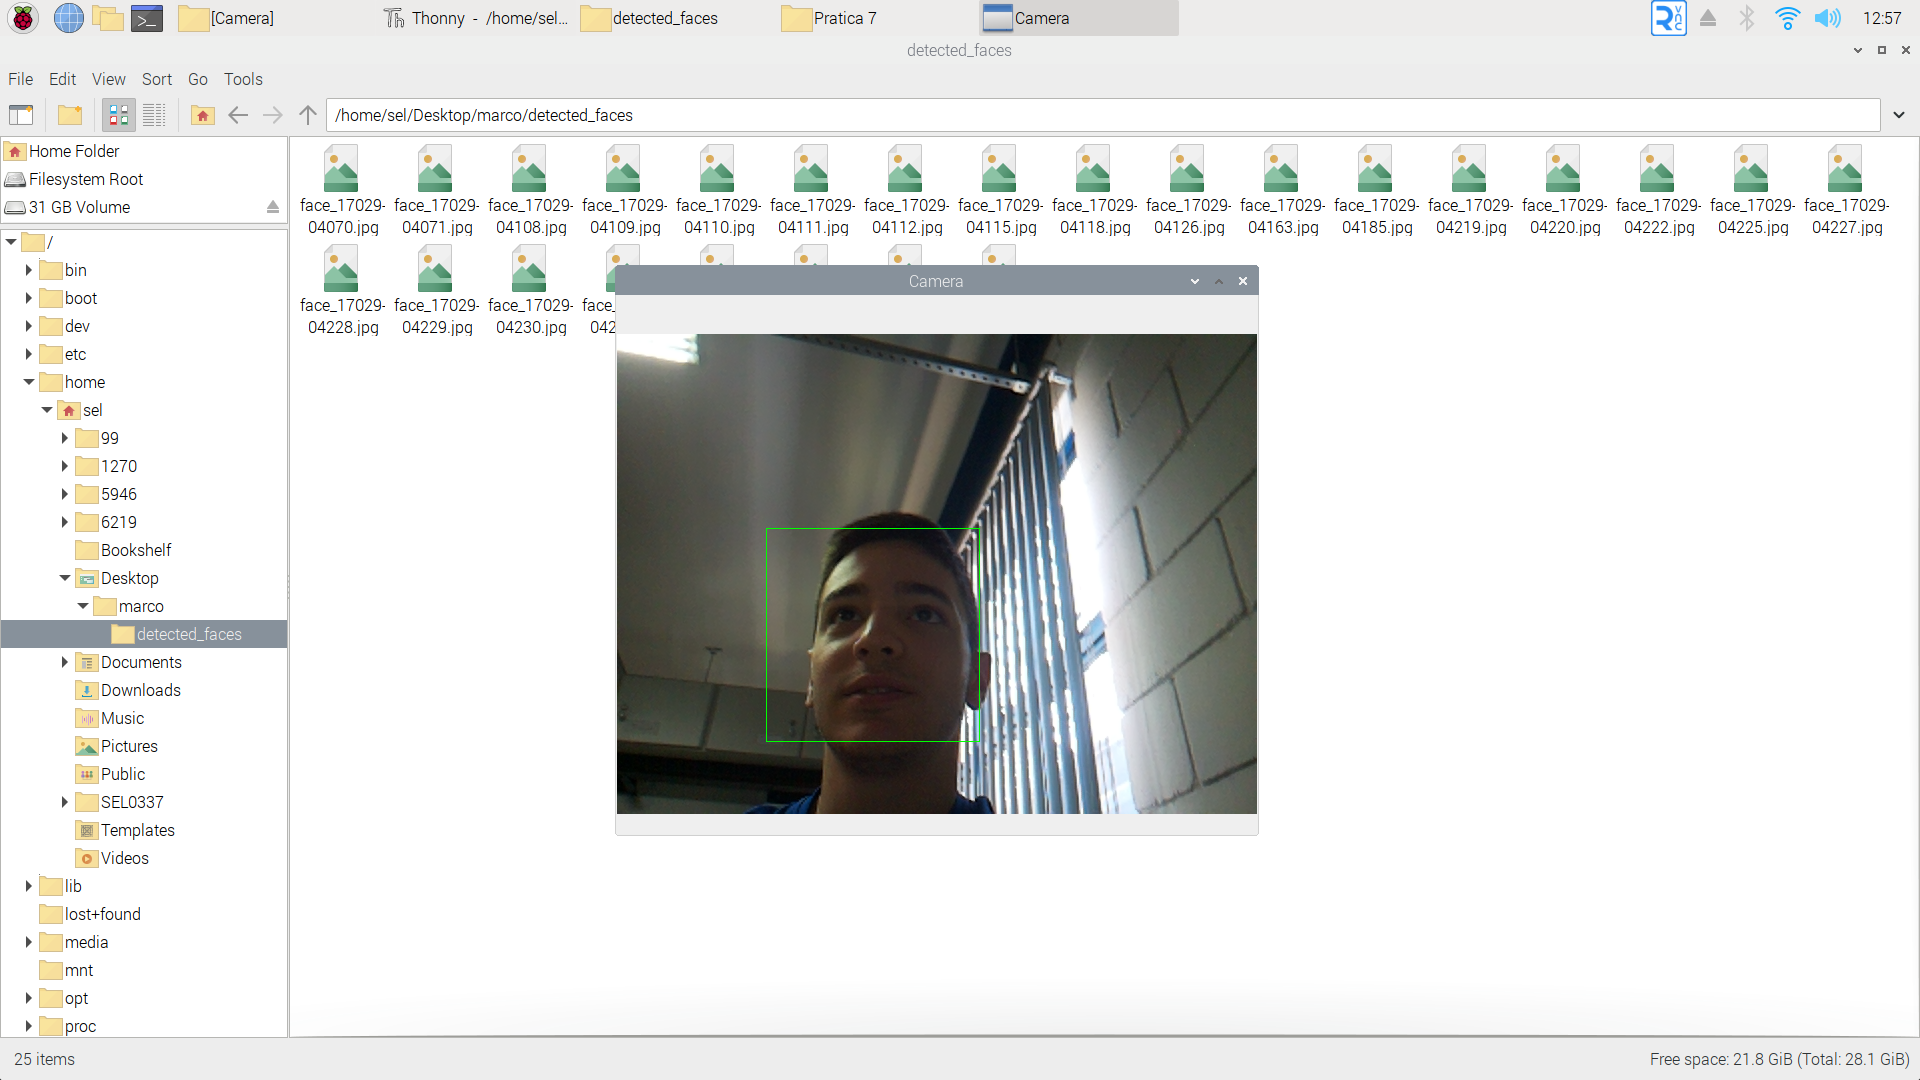 [Camera]
Thonny - /home/sel...
detected_faces
Pratica 7
Camera
12:57
detected_faces
File Edit View Sort Go Tools
/home/sel/Desktop/marco/detected_faces
Home Folder
Filesystem Root
31 GB Volume
/
bin
boot
dev
etc
home
sel
99
1270
5946
6219
Bookshelf
Desktop
marco
detected_faces
Documents
Downloads
Music
Pictures
Public
SEL0337
Templates
Videos
lib
lost+found
media
mnt
opt
proc
face_17029- face_17029- face_17029- face_17029- face_17029- face_17029- face_17029- face_17029- face_17029- face_17029- face_17029- face_17029- face_17029- face_17029- face_17029- face_17029- face_17029-
04070.jpg 04071.jpg 04108.jpg 04109.jpg 04110.jpg 04111.jpg 04112.jpg 04115.jpg 04118.jpg 04126.jpg 04163.jpg 04185.jpg 04219.jpg 04220.jpg 04222.jpg 04225.jpg 04227.jpg
face_17029- face_17029- face_17029- face_
04228.jpg 04229.jpg 04230.jpg 042
Camera
25 items
Free space: 21.8 GiB (Total: 28.1 GiB)